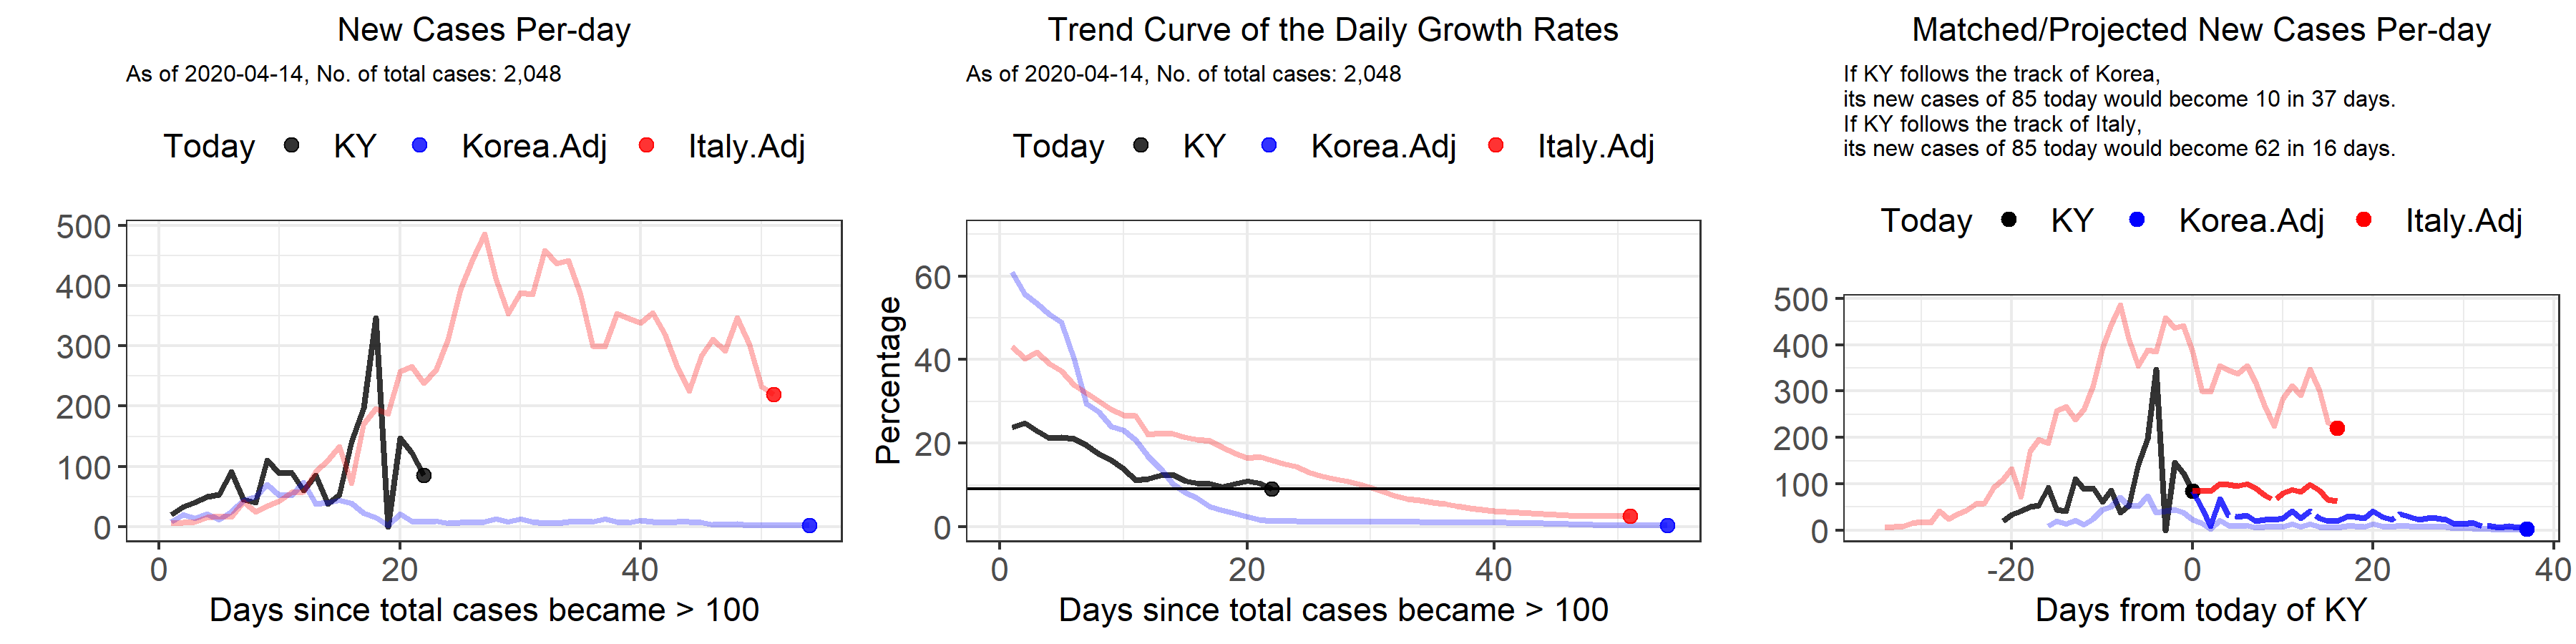 New Cases Per-day
As of 2020-04-14, No. of total cases: 2,048
Today KY Korea.Adj Italy.Adj
500
400
300
200
100
0
0 20 40
Days since total cases became > 100
Trend Curve of the Daily Growth Rates
As of 2020-04-14, No. of total cases: 2,048
Today KY Korea.Adj Italy.Adj
Percentage
60
40
20
0
0 20 40
Days since total cases became > 100
Matched/Projected New Cases Per-day
If KY follows the track of Korea,
its new cases of 85 today would become 10 in 37 days.
If KY follows the track of Italy,
its new cases of 85 today would become 62 in 16 days.
Today KY Korea.Adj Italy.Adj
500
400
300
200
100
0
-20 0 20 40
Days from today of KY